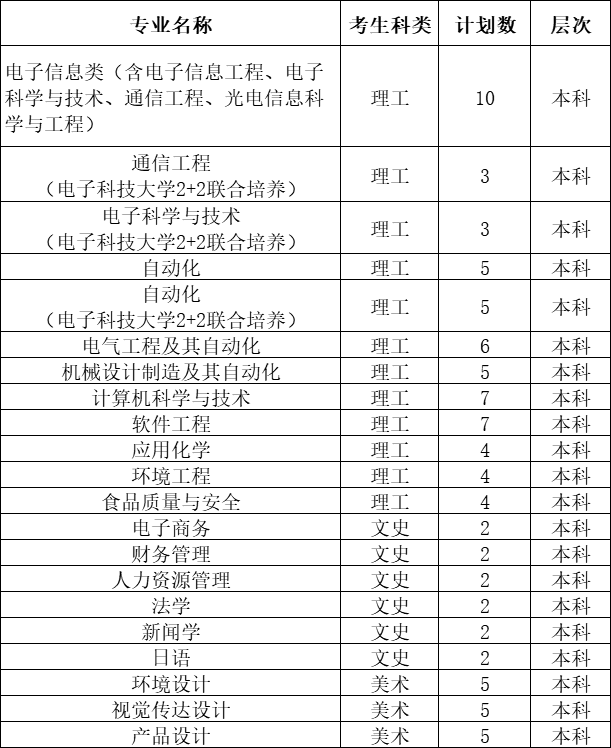 专业名称 考生科类 计划数 层次
电子信息类（含电子信息工程、电子
科学与技术、通信工程、光电信息科
学与工程） 理工 10 本科
通信工程
（电子科技大学2+2联合培养） 理工 3 本科
电子科学与技术
（电子科技大学2+2联合培养） 理工 3 本科
自动化 理工 5 本科
自动化
（电子科技大学2+2联合培养） 理工 5 本科
电气工程及其自动化 理工 6 本科
机械设计制造及其自动化 理工 5 本科
计算机科学与技术 理工 7 本科
软件工程 理工 7 本科
应用化学 理工 4 本科
环境工程 理工 4 本科
食品质量与安全 理工 4 本科
电子商务 文史 2 本科
财务管理 文史 2 本科
人力资源管理 文史 2 本科
法学 文史 2 本科
新闻学 文史 2 本科
日语 文史 2 本科
环境设计 美术 5 本科
视觉传达设计 美术 5 本科
产品设计 美术 5 本科